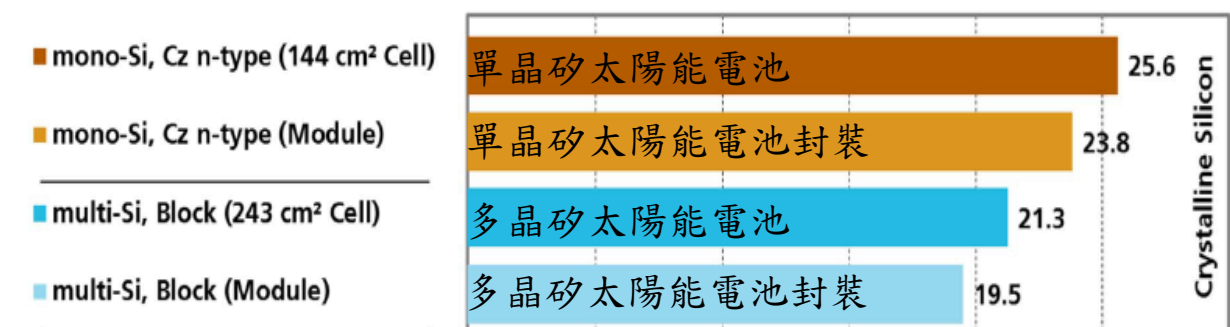 mono-Si, Cz n-type (144 cm² Cell)
單晶矽太陽能電池
25.6
mono-Si, Cz n-type (Module)
單晶矽太陽能電池封裝
23.8
multi-Si, Block (243 cm² Cell)
多晶矽太陽能電池
21.3
multi-Si, Block (Module)
多晶矽太陽能電池封裝
19.5
Crystalline Silicon